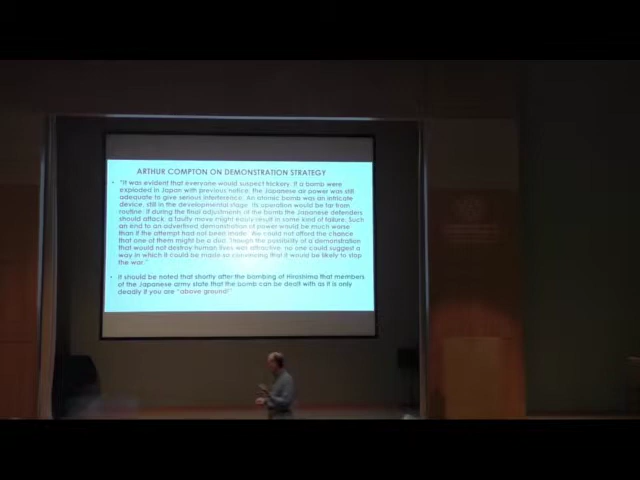 ARTHUR COMPTON ON DEMONSTRATION STRATEGY
• "It was evident that everyone would suspect trickery. If a bomb were
exploded in Japan with previous notice, the Japanese air power was still
adequate to give serious interference. An atomic bomb was an intricate
device, still in the developmental stage. Its operation would be far from
routine. If during the final adjustments of the bomb the Japanese defenders
should attack, a faulty move might easily result in some kind of failure. Such
an end to an advertised demonstration of power would be much worse
than if the attempt had not been made. We could not afford the chance
that one of them might be a dud. Though the possibility of a demonstration
that would not destroy human lives was attractive, no one could suggest a
way in which it could be made so convincing that it would be likely to stop
the war."
• It should be noted that shortly after the bombing of Hiroshima that members
of the Japanese army state that the bomb can be dealt with as it is only
deadly if you are "above ground!"